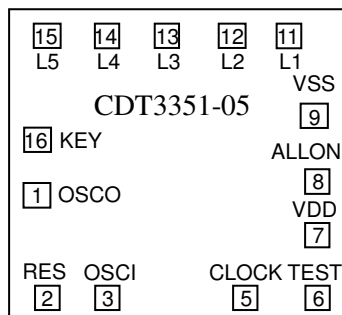 15 14 13 12 11
L5 L4 L3 L2 L1
VSS
CDT3351-05
9
16 KEY
ALLON
1 OSCO
8
VDD
7
RES OSCI CLOCK TEST
2 3 5 6